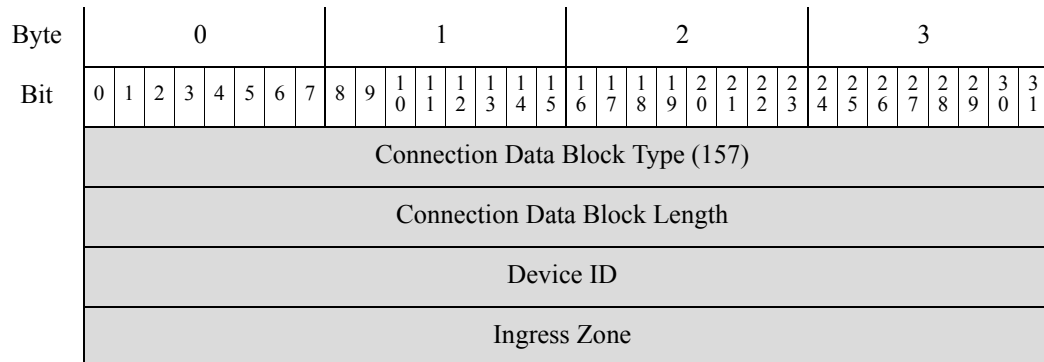 Byte 0 1 2 3
Bit 0 1 2 3 4 5 6 7 8 9 10 11 12 13 14 15 16 17 18 19 20 21 22 23 24 25 26 27 28 29 30 31
Connection Data Block Type (157)
Connection Data Block Length
Device ID
Ingress Zone